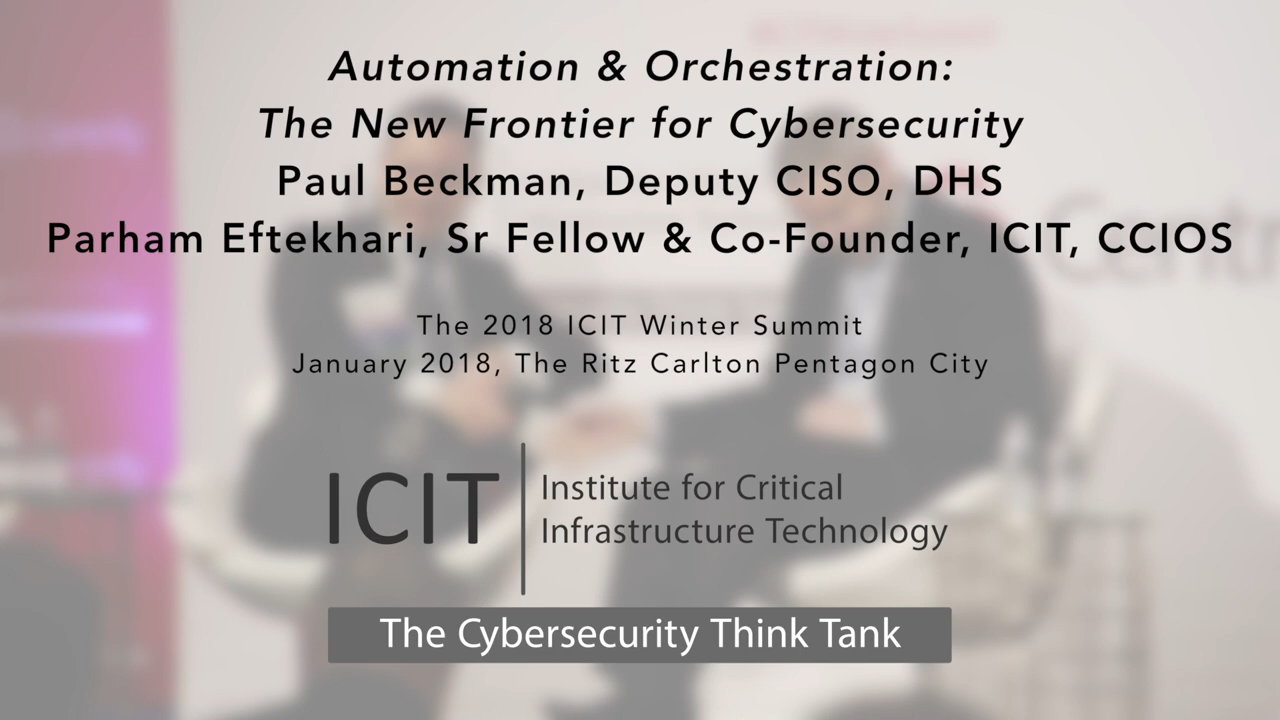 Automation & Orchestration:
The New Frontier for Cybersecurity
Paul Beckman, Deputy CISO, DHS
Parham Eftekhari, Sr Fellow & Co-Founder, ICIT, CCIOS
The 2018 ICIT Winter Summit
January 2018, The Ritz Carlton Pentagon City
ICIT
Institute for Critical
Infrastructure Technology
The Cybersecurity Think Tank